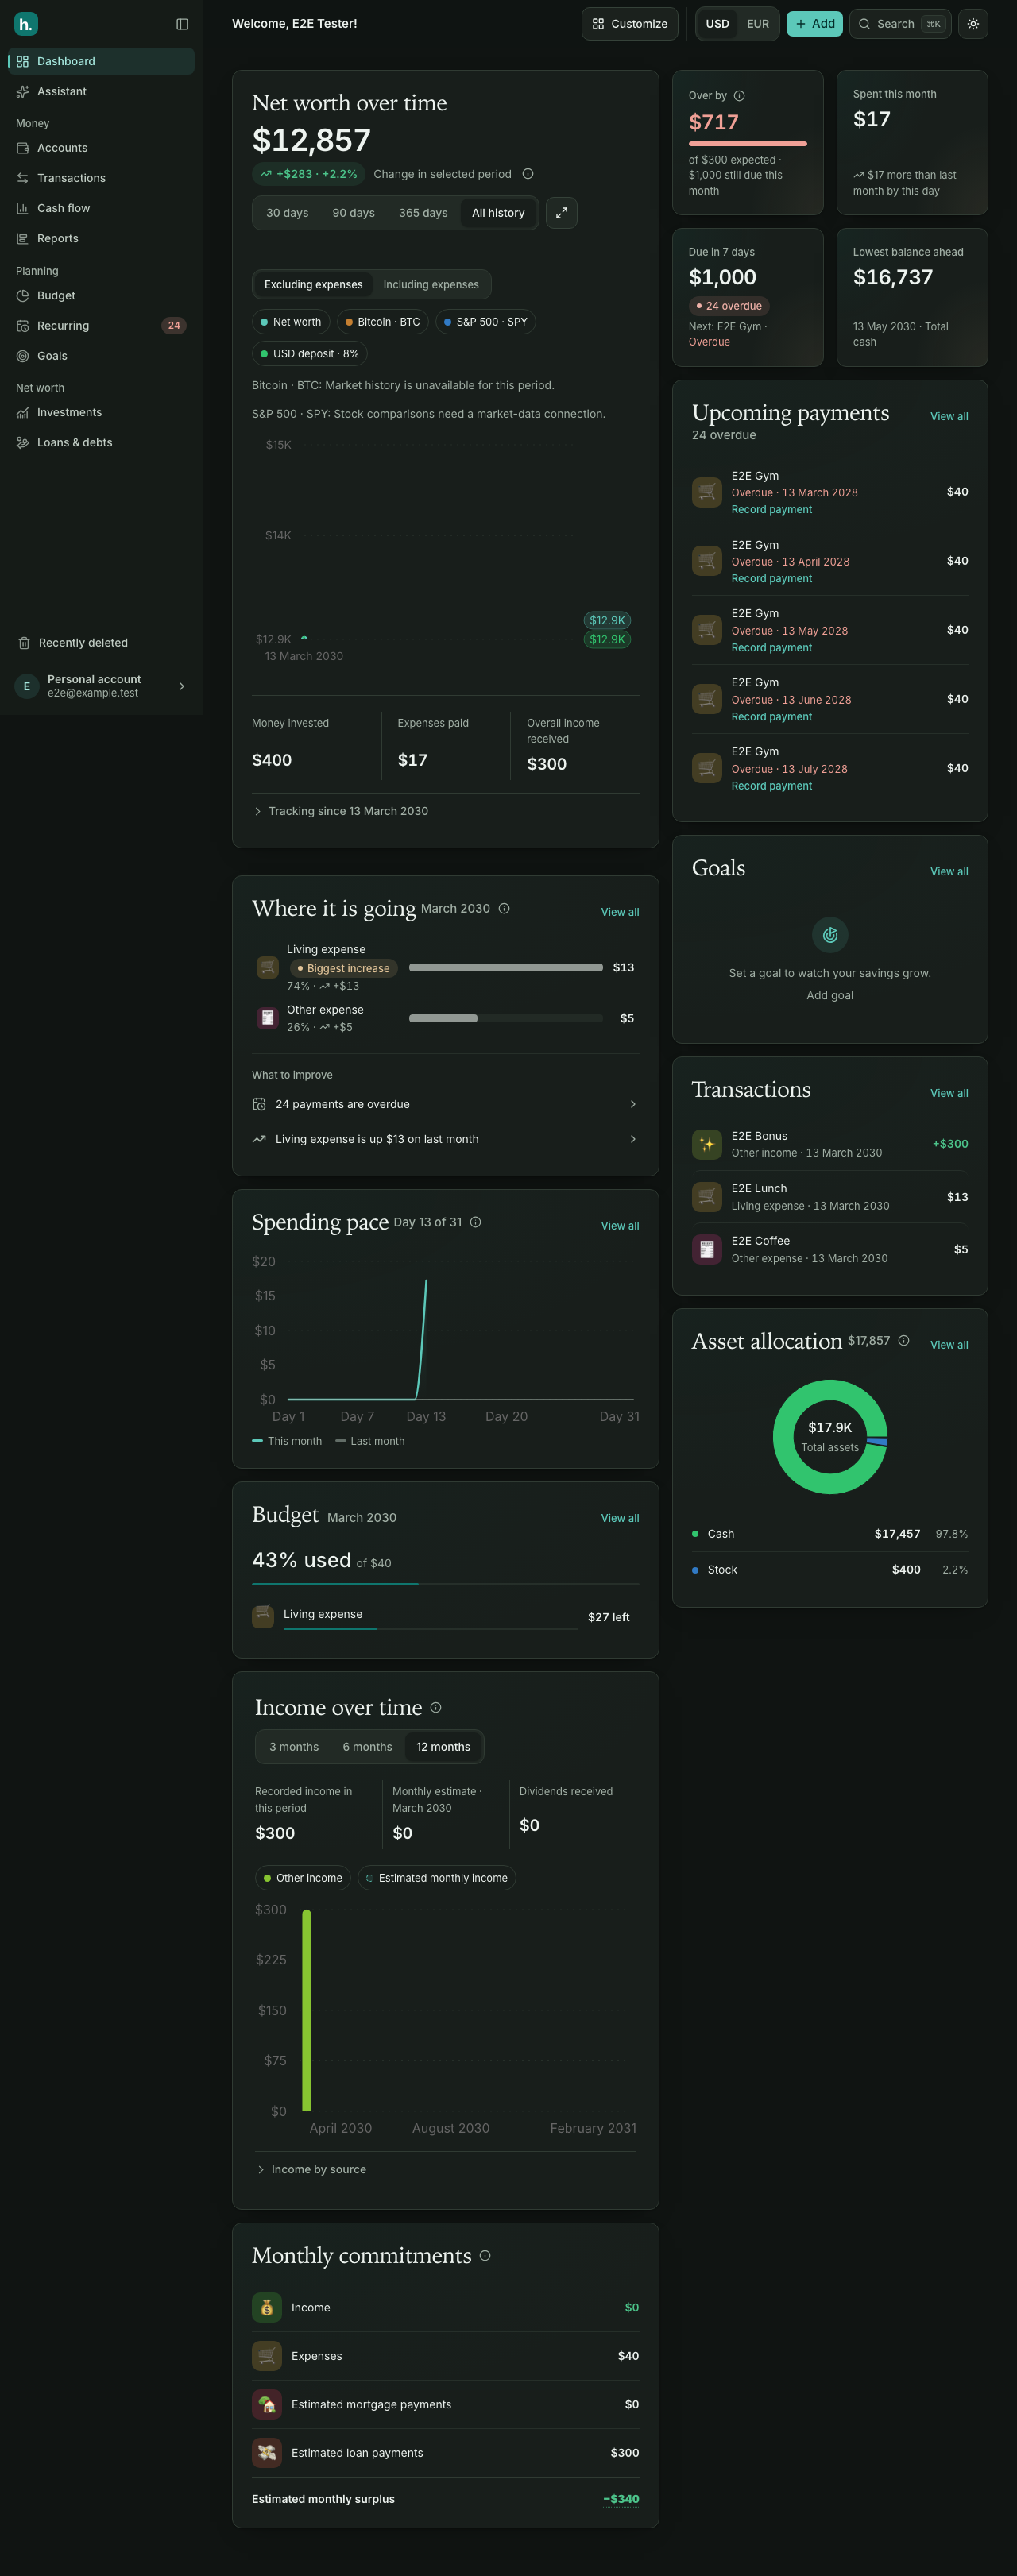 h.
Dashboard
Assistant
Money
Accounts
Transactions
Cash flow
Reports
Planning
Budget
Recurring 24
Goals
Net worth
Investments
Loans & debts
Recently deleted
E
Personal account
e2e@example.test
Welcome, E2E Tester!
Customize
USD EUR
+ Add
Search ⌘K
Net worth over time
$12,857
+$283 · +2.2% Change in selected period
30 days 90 days 365 days All history
Excluding expenses Including expenses
Net worth Bitcoin · BTC S&P 500 · SPY
USD deposit · 8%
Bitcoin · BTC: Market history is unavailable for this period.
S&P 500 · SPY: Stock comparisons need a market-data connection.
$15K
$14K
$12.9K
$12.9K
$12.9K
13 March 2030
Money invested
$400
Expenses paid
$17
Overall income
received
$300
Tracking since 13 March 2030
Where it is going March 2030 View all
Living expense
Biggest increase
74% · +$13
$13
Other expense
26% · +$5
$5
What to improve
24 payments are overdue
Living expense is up $13 on last month
Spending pace Day 13 of 31 View all
$20
$15
$10
$5
$0
Day 1 Day 7 Day 13 Day 20 Day 31
This month Last month
Budget March 2030 View all
43% used of $40
Living expense $27 left
Income over time
3 months 6 months 12 months
Recorded income in
this period
$300
Monthly estimate ·
March 2030
$0
Dividends received
$0
Other income Estimated monthly income
$300
$225
$150
$75
$0
April 2030 August 2030 February 2031
Income by source
Monthly commitments
Income $0
Expenses $40
Estimated mortgage payments $0
Estimated loan payments $300
Estimated monthly surplus −$340
Over by
$717
of $300 expected ·
$1,000 still due this
month
Spent this month
$17
$17 more than last
month by this day
Due in 7 days
$1,000
24 overdue
Next: E2E Gym ·
Overdue
Lowest balance ahead
$16,737
13 May 2030 · Total
cash
Upcoming payments View all
24 overdue
E2E Gym
Overdue · 13 March 2028 $40
Record payment
E2E Gym
Overdue · 13 April 2028 $40
Record payment
E2E Gym
Overdue · 13 May 2028 $40
Record payment
E2E Gym
Overdue · 13 June 2028 $40
Record payment
E2E Gym
Overdue · 13 July 2028 $40
Record payment
Goals View all
Set a goal to watch your savings grow.
Add goal
Transactions View all
E2E Bonus
Other income · 13 March 2030 +$300
E2E Lunch
Living expense · 13 March 2030 $13
E2E Coffee
Other expense · 13 March 2030 $5
Asset allocation $17,857 View all
$17.9K
Total assets
Cash $17,457 97.8%
Stock $400 2.2%